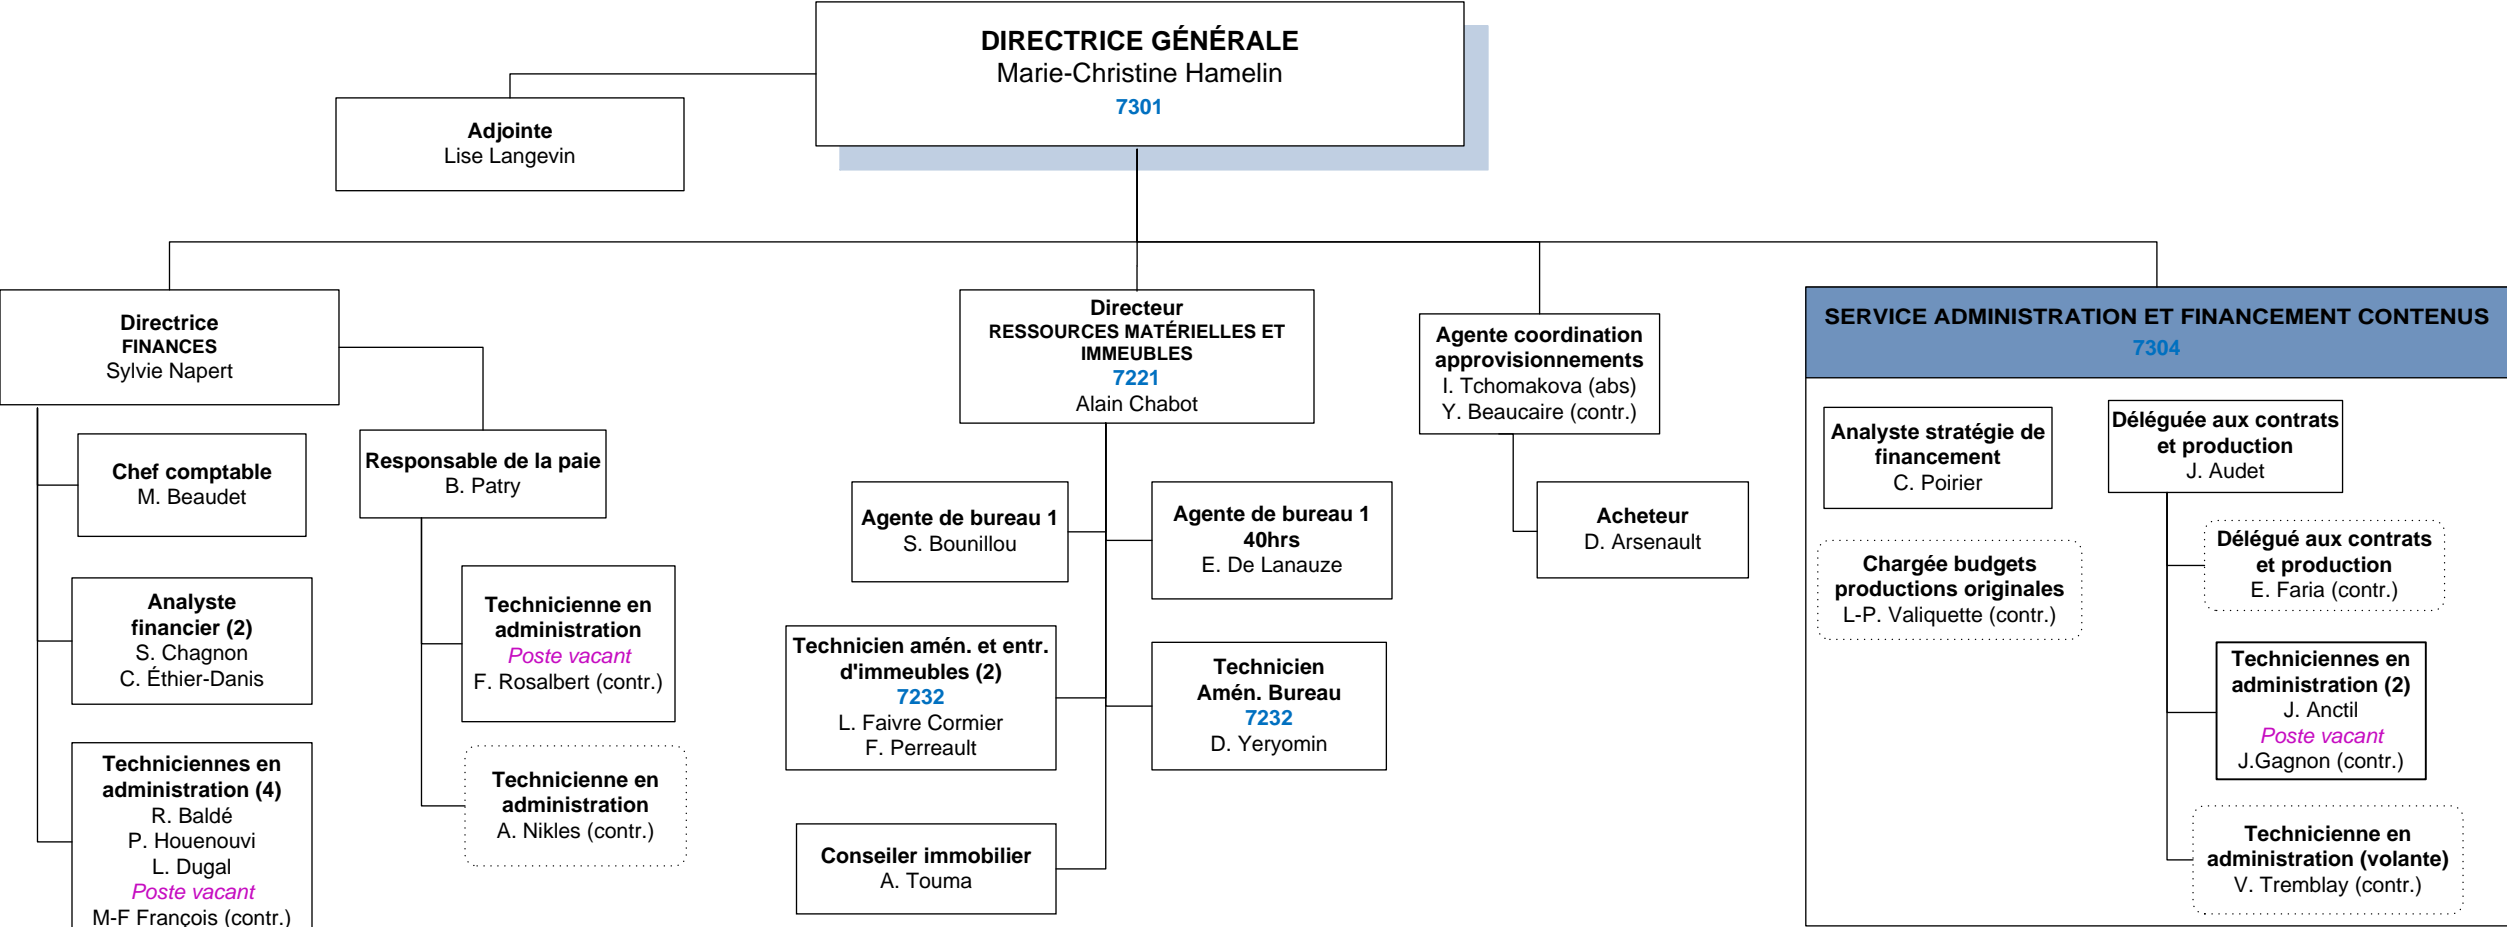 DIRECTRICE GÉNÉRALE
Marie-Christine Hamelin
7301
Adjointe
Lise Langevin
Directrice
FINANCES
Sylvie Napert
Chef comptable
M. Beaudet
Analyste
financier (2)
S. Chagnon
C. Éthier-Danis
Techniciennes en
administration (4)
R. Baldé
P. Houenouvi
L. Dugal
Poste vacant
M-F François (contr.)
Responsable de la paie
B. Patry
Technicienne en
administration
Poste vacant
F. Rosalbert (contr.)
Technicienne en
administration
A. Nikles (contr.)
Directeur
RESSOURCES MATÉRIELLES ET
IMMEUBLES
7221
Alain Chabot
Agente de bureau 1
S. Bounillou
Agente de bureau 1
40hrs
E. De Lanauze
Technicien amén. et entr.
d'immeubles (2)
7232
L. Faivre Cormier
F. Perreault
Technicien
Amén. Bureau
7232
D. Yeryomin
Conseiler immobilier
A. Touma
Agente coordination
approvisionnements
I. Tchomakova (abs)
Y. Beaucaire (contr.)
Acheteur
D. Arsenault
SERVICE ADMINISTRATION ET FINANCEMENT CONTENUS
7304
Analyste stratégie de
financement
C. Poirier
Chargée budgets
productions originales
L-P. Valiquette (contr.)
Déléguée aux contrats
et production
J. Audet
Délégué aux contrats
et production
E. Faria (contr.)
Techniciennes en
administration (2)
J. Anctil
Poste vacant
J.Gagnon (contr.)
Technicienne en
administration (volante)
V. Tremblay (contr.)